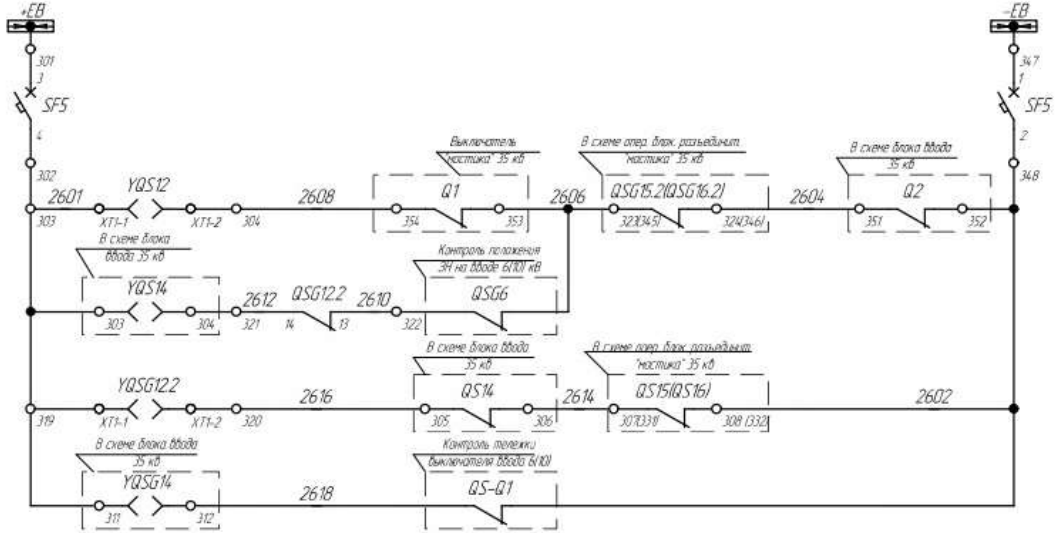 +ЕВ
-ЕВ
301
347
3
1
SF5
SF5
4
2
302
348
Выключатель
"мостика" 35 кВ
В схеме опер. блок. разъединит.
"мостика" 35 кВ
В схеме блока ввода
35 кВ
2601
YQS12
2608
Q1
2606
QSG15.2(QSG16.2)
2604
Q2
303
XT1-1
XT1-2
304
354
353
323(345)
324(346)
351
352
В схеме блока
ввода 35 кВ
Контроль положения
ЗН на вводе 6(10) кВ
YQS14
2612
QSG12.2
2610
QSG6
303
304
321
14
13
322
В схеме блока ввода
35 кВ
В схеме опер. блок. разъединит.
"мостика" 35 кВ
YQSG12.2
2616
QS14
2614
QS15(QS16)
2602
319
XT1-1
XT1-2
320
305
306
307(331)
308 (332)
В схеме блока ввода
35 кВ
Контроль тележки
выключателя ввода 6(10)
YQSG14
2618
QS-Q1
311
312